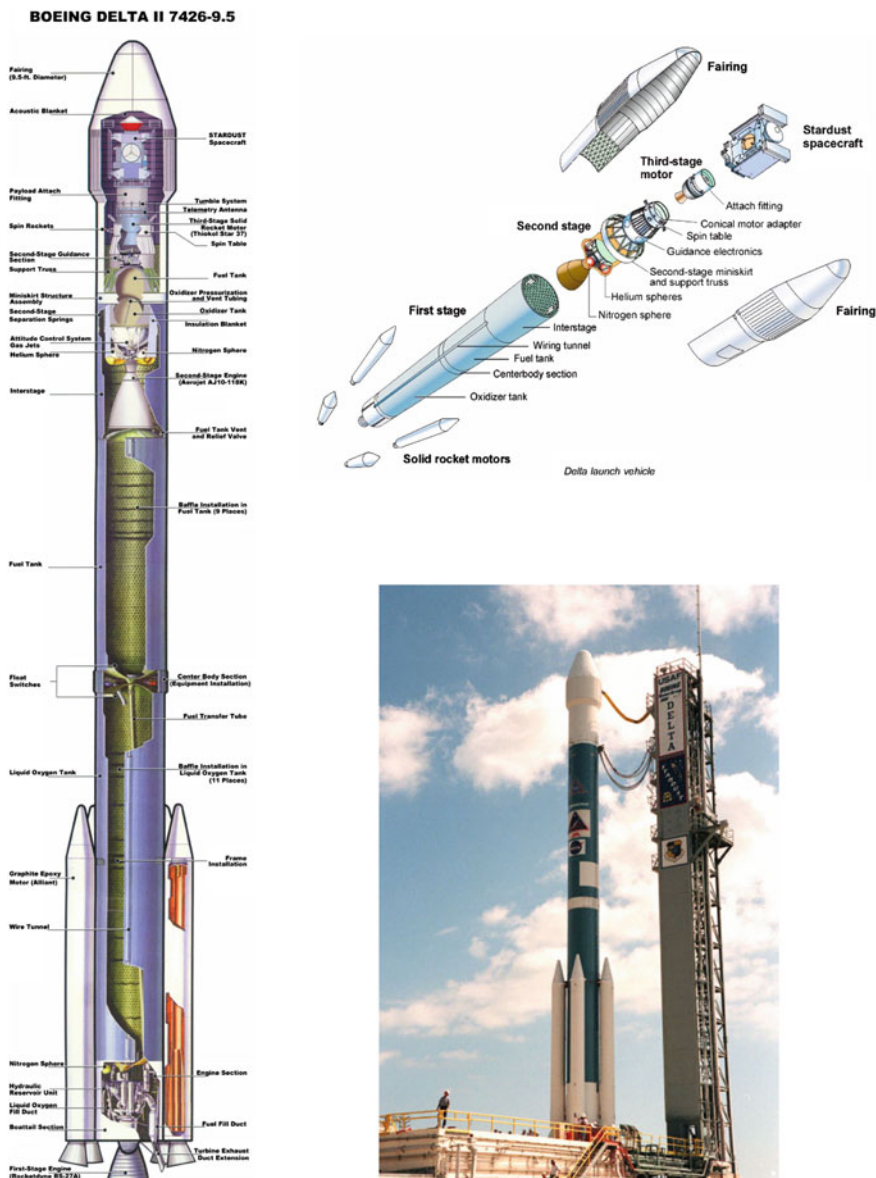 BOEING DELTA II 7426-9.5
Fairing
(9.5-ft. Diameter)
Acoustic Blanket
STARDUST
Spacecraft
Payload Attach
Fitting
Tumble System
Telemetry Antenna
Third-Stage Solid
Rocket Motor
(Thiokol Star 37)
Spin Rockets
Spin Table
Second-Stage Guidance
Section
Support Truss
Fuel Tank
Miniskirt Structure
Assembly
Oxidizer Pressurization
and Vent Tubing
Second-Stage
Separation Springs
Oxidizer Tank
Insulation Blanket
Attitude Control System
Gas Jets
Helium Sphere
Nitrogen Sphere
Second-Stage Engine
(Aerojet AJ10-118K)
Interstage
Fuel Tank Vent
and Relief Valve
Baffle Installation in
Fuel Tank (9 Places)
Fuel Tank
Float
Switches
Center Body Section
(Equipment Installation)
Fuel Transfer Tube
Liquid Oxygen Tank
Baffle Installation in
Liquid Oxygen Tank
(11 Places)
Frame
Installation
Graphite Epoxy
Motor (Alliant)
Wire Tunnel
Nitrogen Sphere
Engine Section
Hydraulic
Reservoir Unit
Liquid Oxygen
Fill Duct
Fuel Fill Duct
Boattail Section
Turbine Exhaust
Duct Extension
First-Stage Engine
(Rocketdyne RS-27A)
Fairing
Stardust
spacecraft
Third-stage
motor
Attach fitting
Second stage
Conical motor adapter
Spin table
Guidance electronics
Second-stage miniskirt
and support truss
Helium spheres
Nitrogen sphere
Fairing
First stage
Interstage
Wiring tunnel
Fuel tank
Centerbody section
Oxidizer tank
Solid rocket motors
Delta launch vehicle
USAF
DELTA